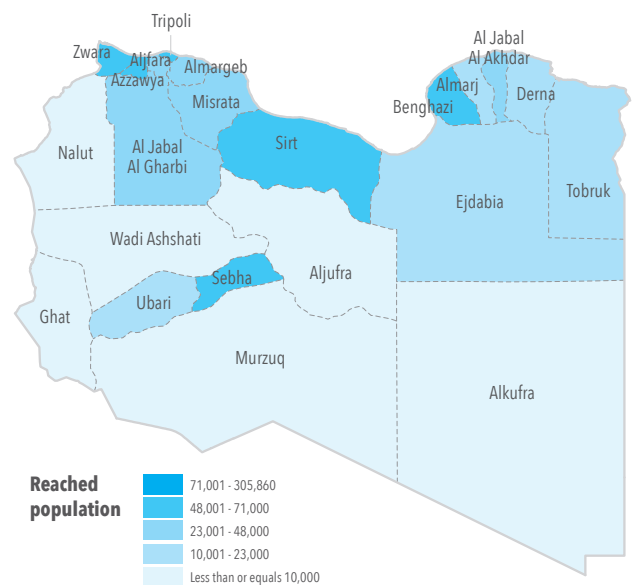 Tripoli
Zwara
Aljfara
Azzawya
Almargeb
Misrata
Al Jabal
Al Akhdar
Almarj
Derna
Benghazi
Nalut
Al Jabal
Al Gharbi
Sirt
Ejdabia
Tobruk
Wadi Ashshati
Sebha
Aljufra
Ubari
Ghat
Murzuq
Alkufra
Reached
population
71,001 - 305,860
48,001 - 71,000
23,001 - 48,000
10,001 - 23,000
Less than or equals 10,000